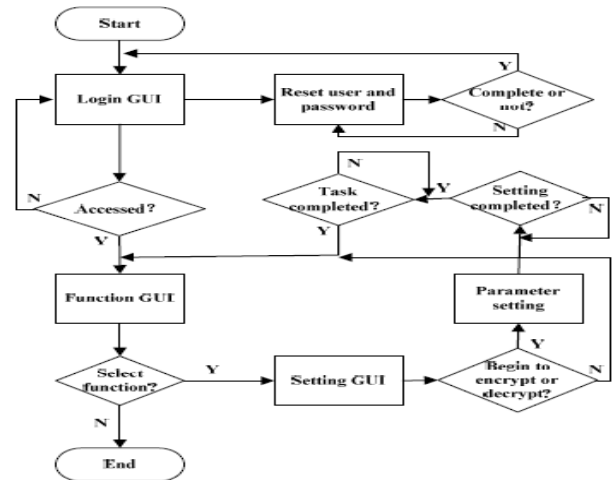 Start
Y
Login GUI
Reset user and
password
Complete or
not?
N
N
Accessed?
Y
N
Task
completed?
Y
Y
Setting
completed?
N
Function GUI
Parameter
setting
Y
Select
function?
Y
Setting GUI
Begin to
encrypt or
decrypt?
N
N
End